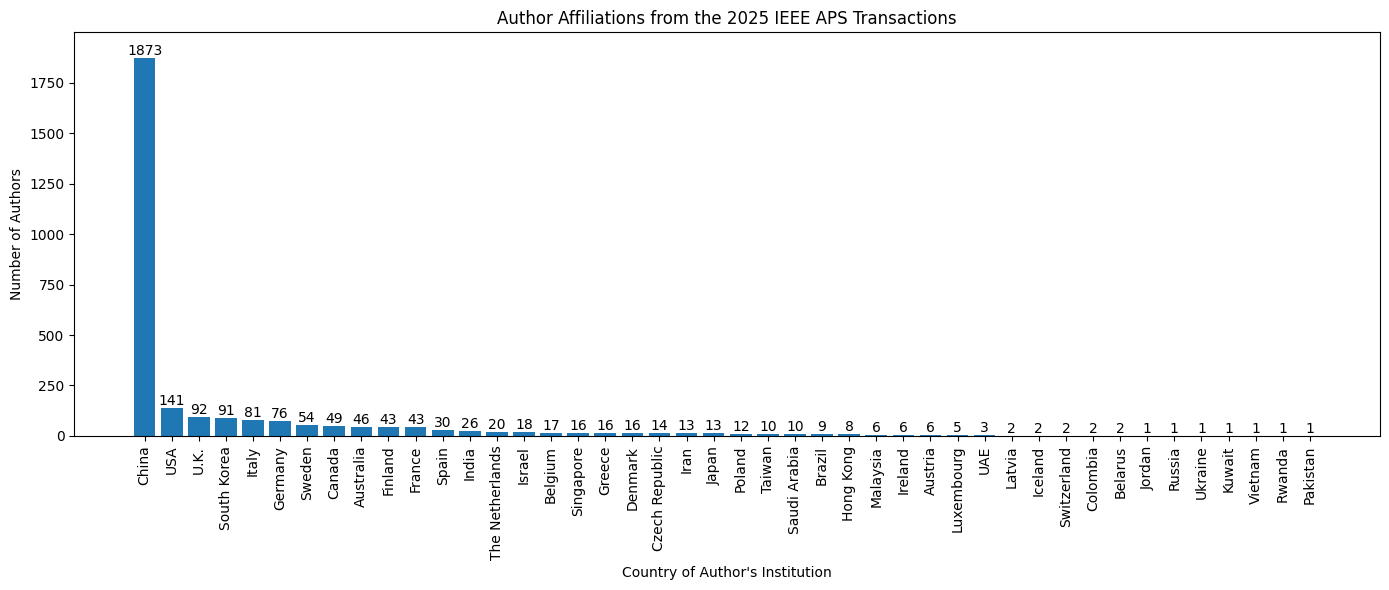 Author Affiliations from the 2025 IEEE APS Transactions
Number of Authors
1750
1500
1250
1000
750
500
250
0
1873
141
92
91
81
76
54
49
46
43
43
30
26
20
18
17
16
16
16
14
13
13
12
10
10
9
8
6
6
6
5
3
2
2
2
2
2
1
1
1
1
1
1
1
China
USA
U.K.
South Korea
Italy
Germany
Sweden
Canada
Australia
Finland
France
Spain
India
The Netherlands
Israel
Belgium
Singapore
Greece
Denmark
Czech Republic
Iran
Japan
Poland
Taiwan
Saudi Arabia
Brazil
Hong Kong
Malaysia
Ireland
Austria
Luxembourg
UAE
Latvia
Iceland
Switzerland
Colombia
Belarus
Jordan
Russia
Ukraine
Kuwait
Vietnam
Rwanda
Pakistan
Country of Author's Institution